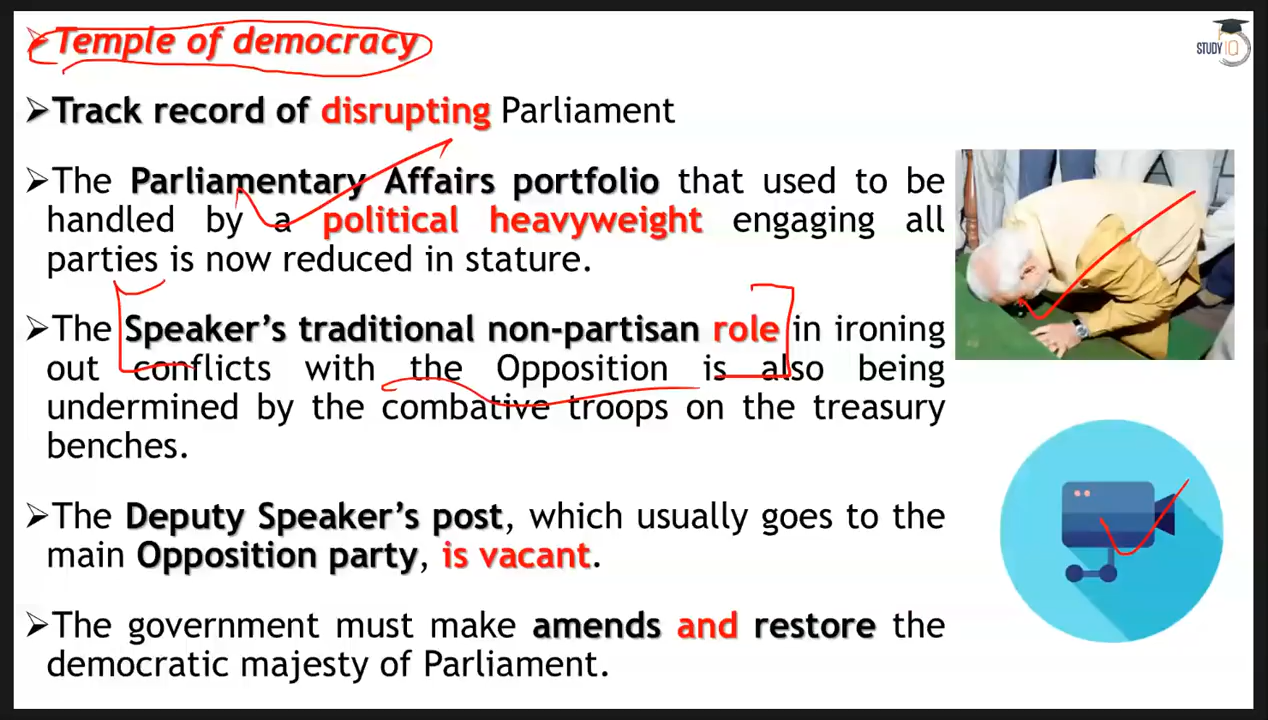 ➢Temple of democracy
STUDY IQ
➢Track record of disrupting Parliament
➢The Parliamentary Affairs portfolio that used to be
handled by a political heavyweight engaging all
parties is now reduced in stature.
➢The Speaker’s traditional non-partisan role in ironing
out conflicts with the Opposition is also being
undermined by the combative troops on the treasury
benches.
➢The Deputy Speaker’s post, which usually goes to the
main Opposition party, is vacant.
➢The government must make amends and restore the
democratic majesty of Parliament.